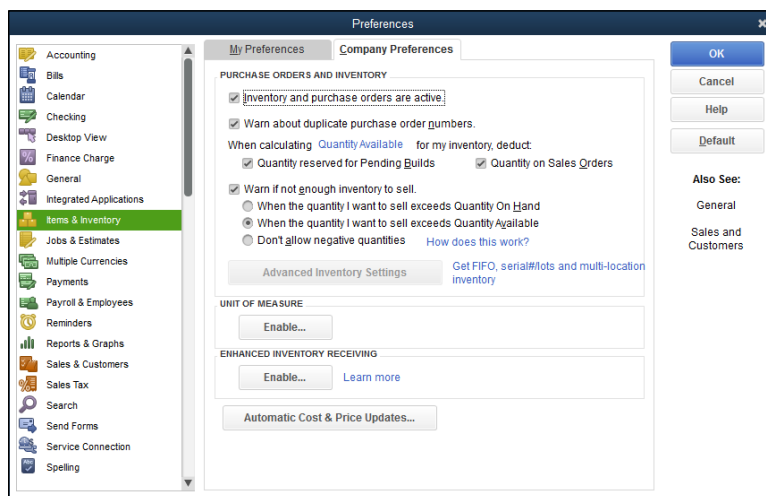 Preferences
Accounting
Bills
Calendar
Checking
Desktop View
Finance Charge
General
Integrated Applications
Items & Inventory
Jobs & Estimates
Multiple Currencies
Payments
Payroll & Employees
Reminders
Reports & Graphs
Sales & Customers
Sales Tax
Search
Send Forms
Service Connection
Spelling
My Preferences
Company Preferences
PURCHASE ORDERS AND INVENTORY
Inventory and purchase orders are active.
Warn about duplicate purchase order numbers.
When calculating Quantity Available for my inventory, deduct:
Quantity reserved for Pending Builds Quantity on Sales Orders
Warn if not enough inventory to sell.
When the quantity I want to sell exceeds Quantity On Hand
When the quantity I want to sell exceeds Quantity Available
Don't allow negative quantities How does this work?
Advanced Inventory Settings
Get FIFO, serial#/lots and multi-location
inventory
UNIT OF MEASURE
Enable...
ENHANCED INVENTORY RECEIVING
Enable... Learn more
Automatic Cost & Price Updates...
OK
Cancel
Help
Default
Also See:
General
Sales and
Customers